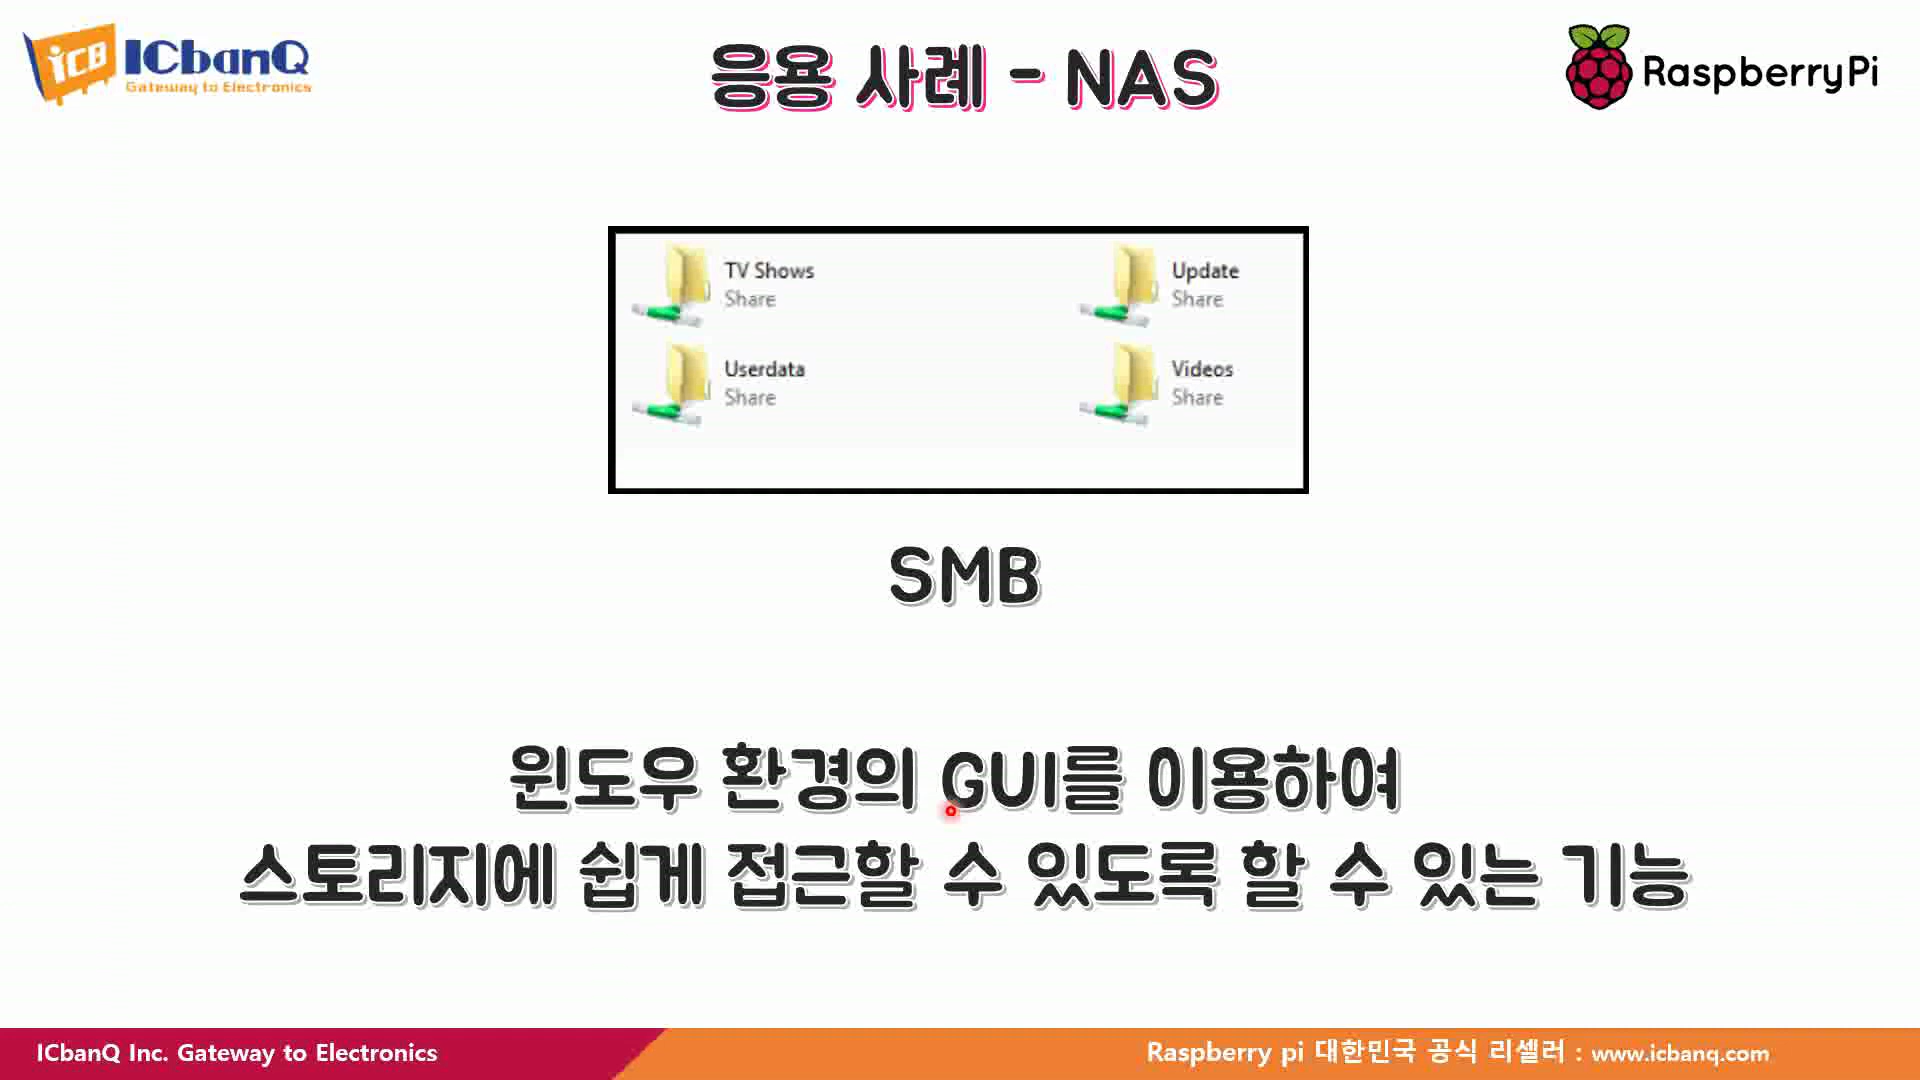 iCB ICbanQ
Gateway to Electronics
응용 사례 - NAS
RaspberryPi
TV Shows
Share
Update
Share
Userdata
Share
Videos
Share
SMB
윈도우 환경의 GUI를 이용하여
스토리지에 쉽게 접근할 수 있도록 할 수 있는 기능
ICbanQ Inc. Gateway to Electronics
Raspberry pi 대한민국 공식 리셀러 : www.icbanq.com